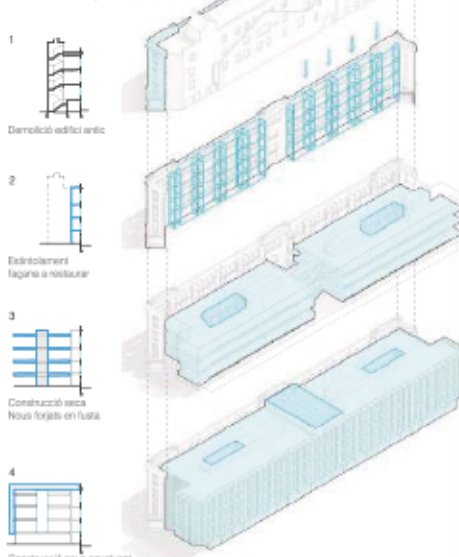 1
Demolició edifici antic
2
Estintolament
façana a restaurar
3
Construcció seca
Nous forjats en fusta
4